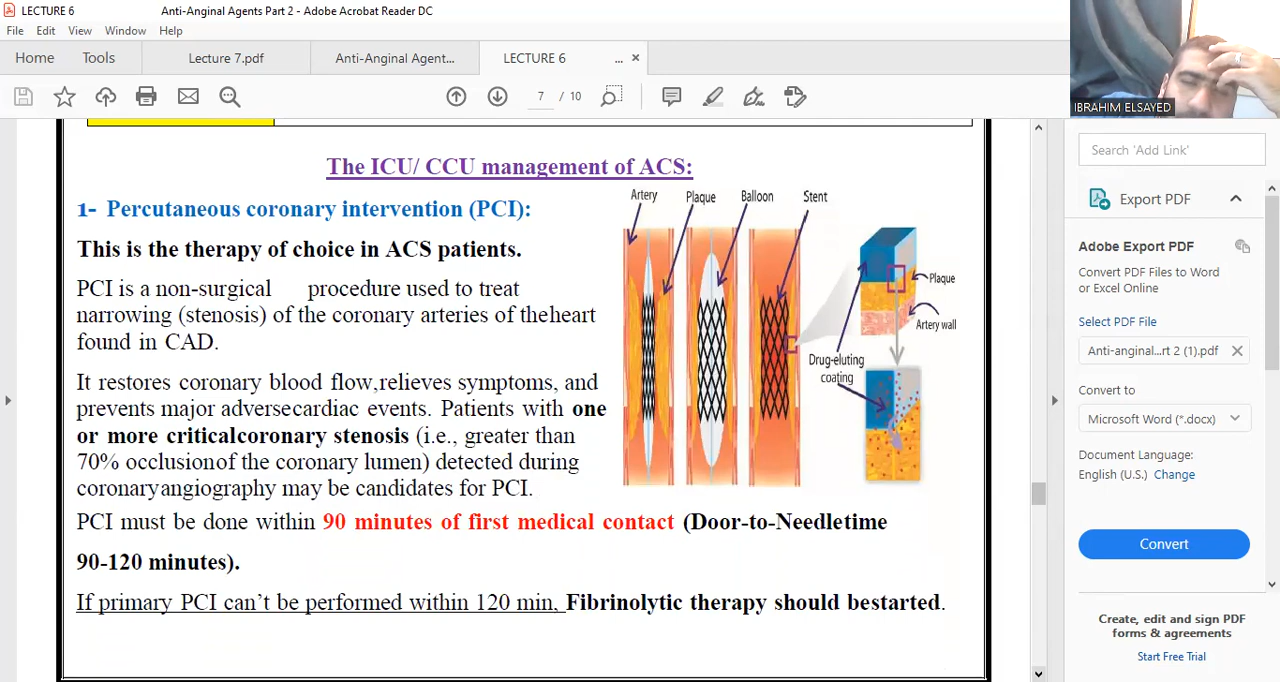 LECTURE 6
Anti-Anginal Agents Part 2 - Adobe Acrobat Reader DC
File Edit View Window Help
Home Tools Lecture 7.pdf Anti-Anginal Agent... LECTURE 6 ... ×
7 / 10
IBRAHIM ELSAYED
The ICU/ CCU management of ACS:
1- Percutaneous coronary intervention (PCI):
This is the therapy of choice in ACS patients.
PCI is a non-surgical procedure used to treat
narrowing (stenosis) of the coronary arteries of theheart
found in CAD.
It restores coronary blood flow,relieves symptoms, and
prevents major adversecardiac events. Patients with one
or more criticalcoronary stenosis (i.e., greater than
70% occlusionof the coronary lumen) detected during
coronaryangiography may be candidates for PCI.
PCI must be done within 90 minutes of first medical contact (Door-to-Needletime
90-120 minutes).
If primary PCI can't be performed within 120 min, Fibrinolytic therapy should bestarted.
Artery
Plaque
Balloon
Stent
Plaque
Artery wall
Drug-eluting
coating
Search 'Add Link'
Export PDF
Adobe Export PDF
Convert PDF Files to Word
or Excel Online
Select PDF File
Anti-anginal...rt 2 (1).pdf
Convert to
Microsoft Word (*.docx)
Document Language:
English (U.S.) Change
Convert
Create, edit and sign PDF
forms & agreements
Start Free Trial